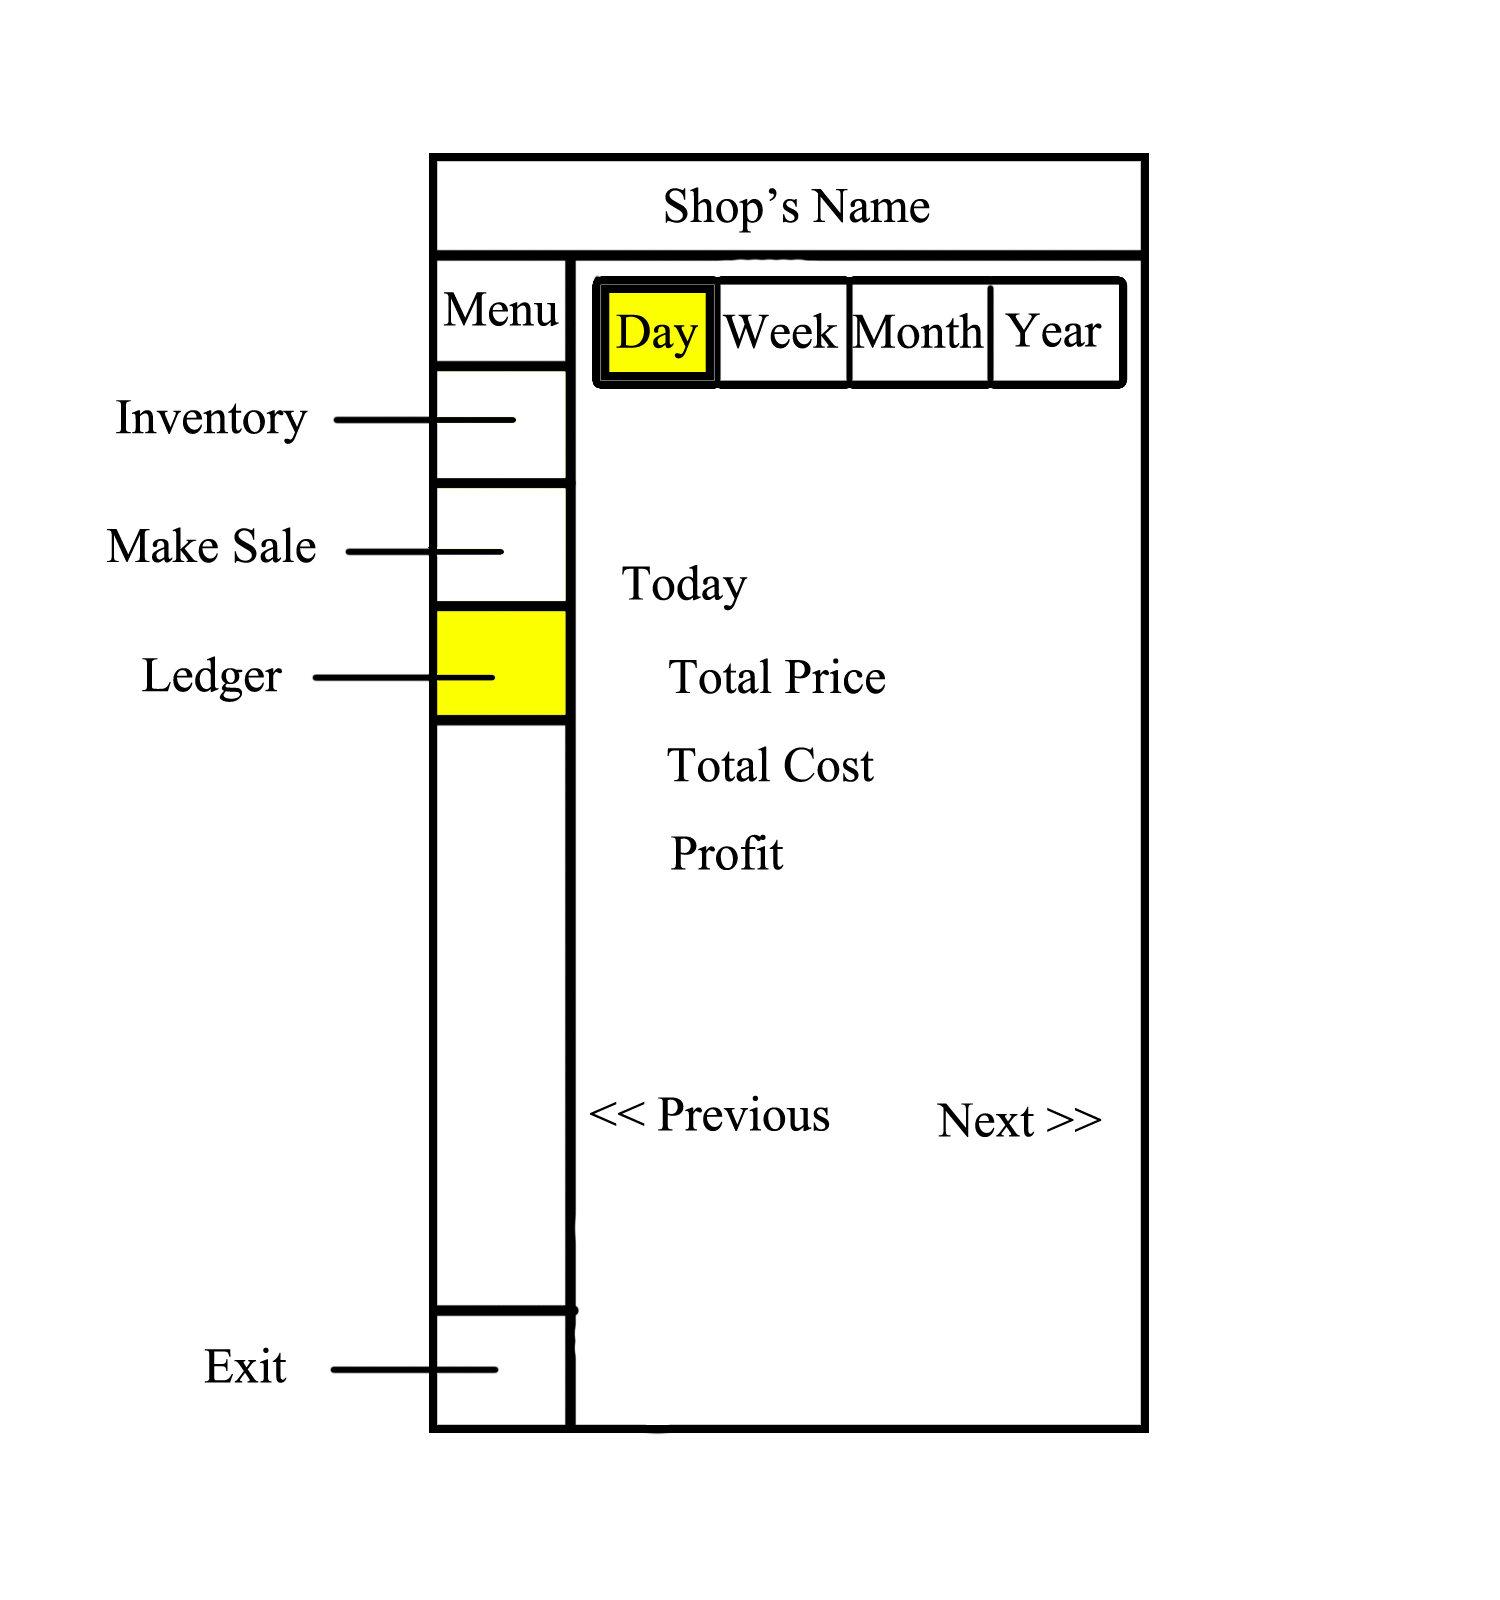 Shop’s Name
Menu
Day Week Month Year
Inventory
Make Sale
Ledger
Today
Total Price
Total Cost
Profit
<< Previous
Next >>
Exit